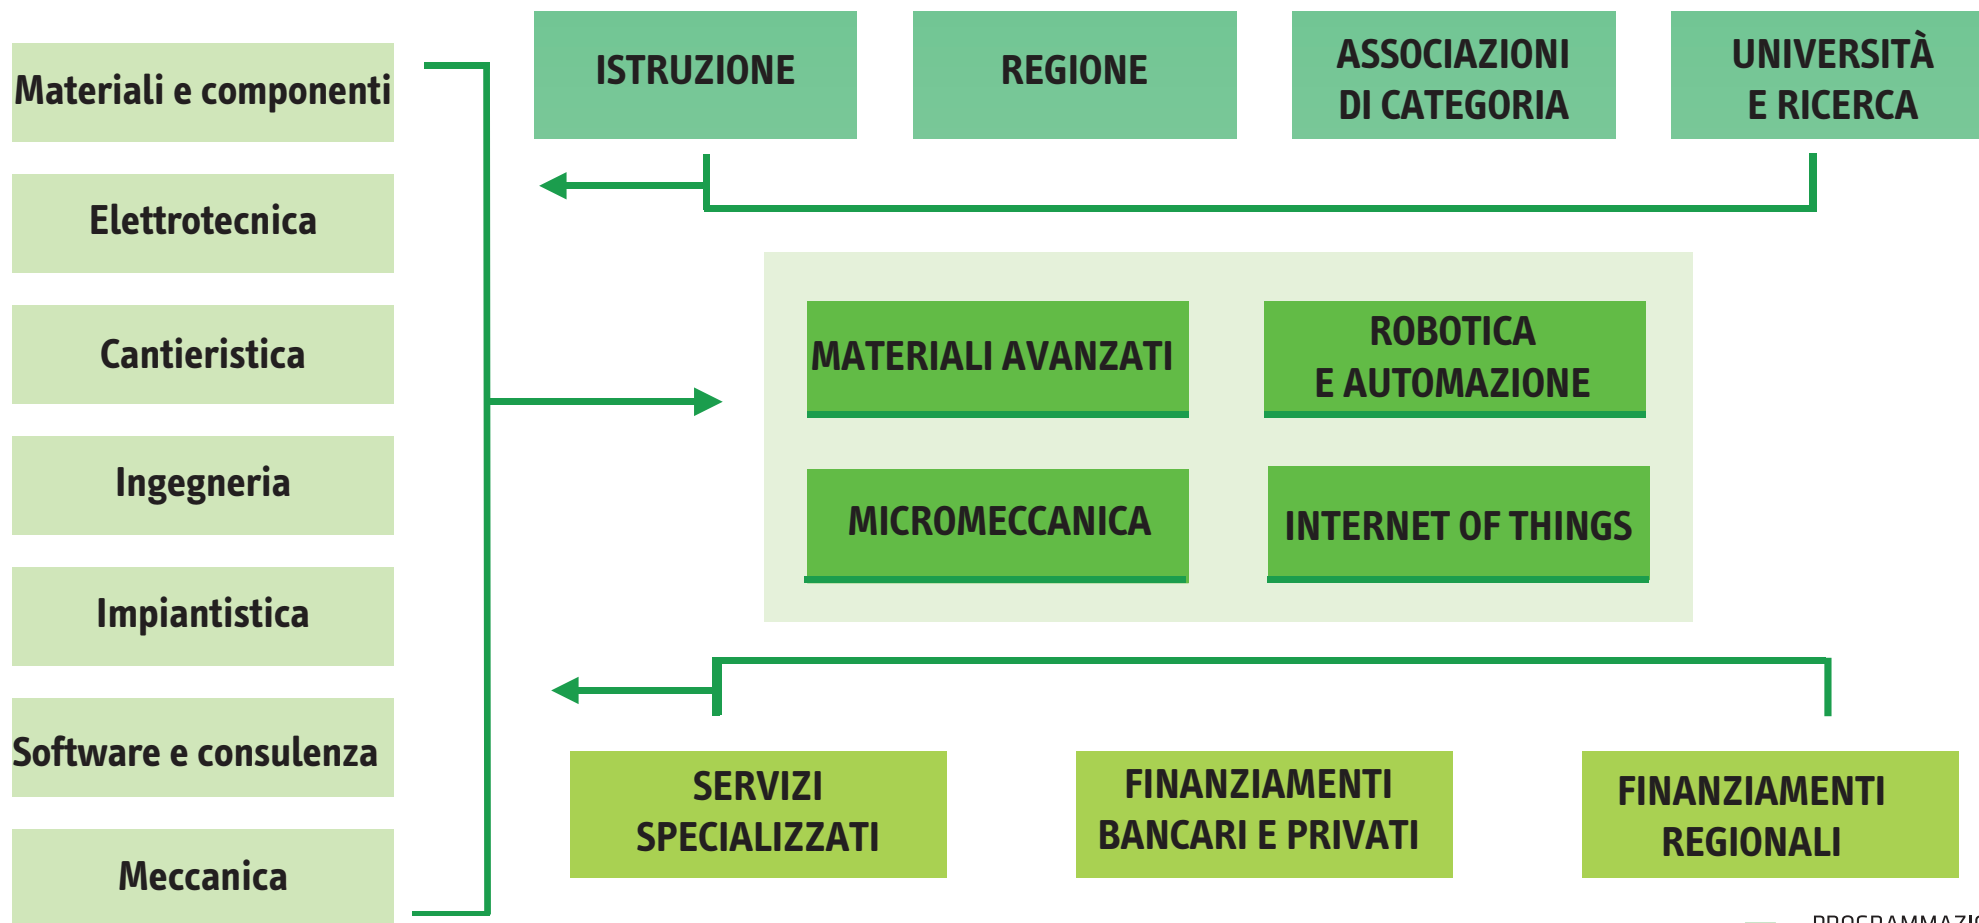 Materiali e componenti
Elettrotecnica
Cantieristica
Ingegneria
Impiantistica
Software e consulenza
Meccanica
ISTRUZIONE
REGIONE
ASSOCIAZIONI
DI CATEGORIA
UNIVERSITÀ
E RICERCA
MATERIALI AVANZATI
ROBOTICA
E AUTOMAZIONE
MICROMECCANICA
INTERNET OF THINGS
SERVIZI
SPECIALIZZATI
FINANZIAMENTI
BANCARI E PRIVATI
FINANZIAMENTI
REGIONALI